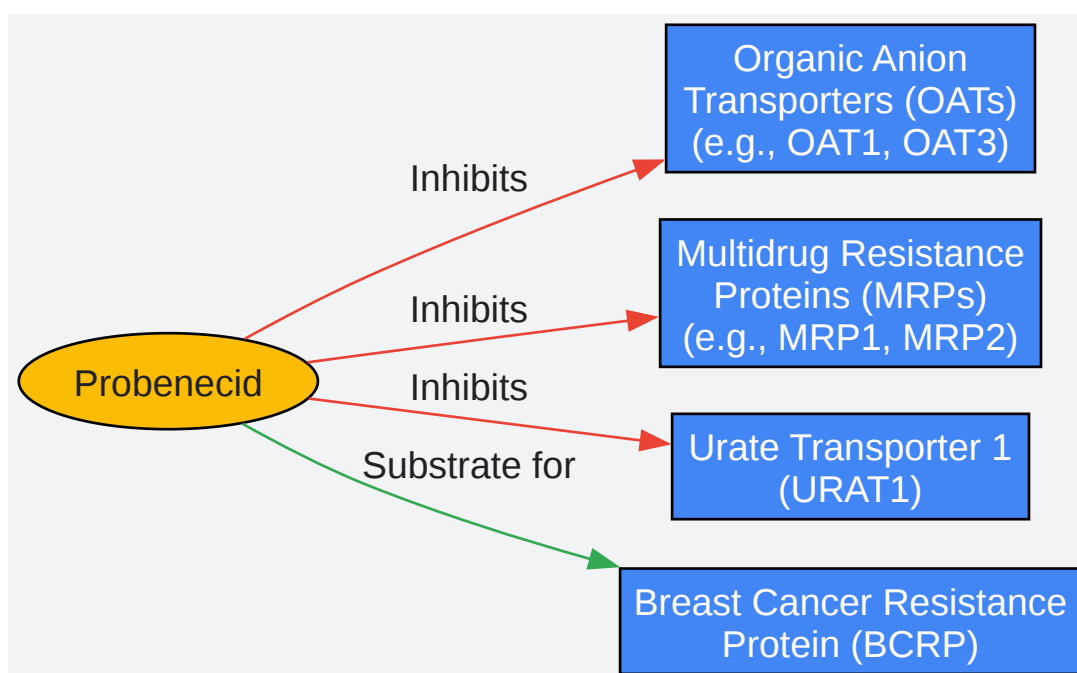 Probenecid
Inhibits
Organic Anion
Transporters (OATs)
(e.g., OAT1, OAT3)
Inhibits
Multidrug Resistance
Proteins (MRPs)
(e.g., MRP1, MRP2)
Inhibits
Urate Transporter 1
(URAT1)
Substrate for
Breast Cancer Resistance
Protein (BCRP)